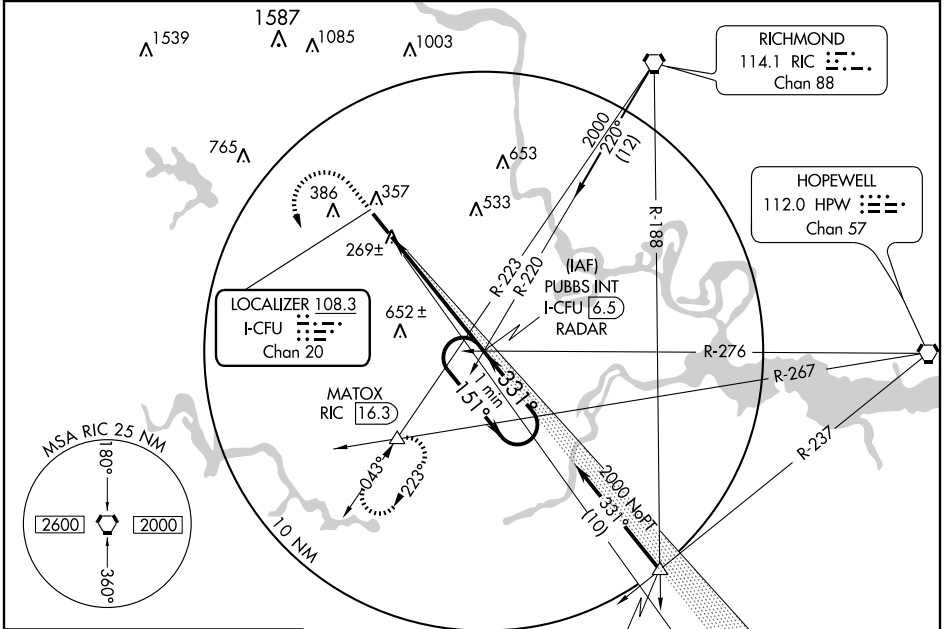 1539
1587
1085
1003
RICHMOND
114.1 RIC
Chan 88
765
653
2000
220°
(12)
HOPEWELL
112.0 HPW
Chan 57
386
357
533
R-188
269±
R-223
R-220
(IAF)
PUBBS INT
I-CFU 6.5
RADAR
LOCALIZER 108.3
I-CFU
Chan 20
652±
R-276
R-267
331°
1 min
151°
MATOX
RIC 16.3
R-237
043°
223°
MSA RIC 25 NM
180°
2600
2000
360°
10 NM
2000 NoPT
331°
(10)